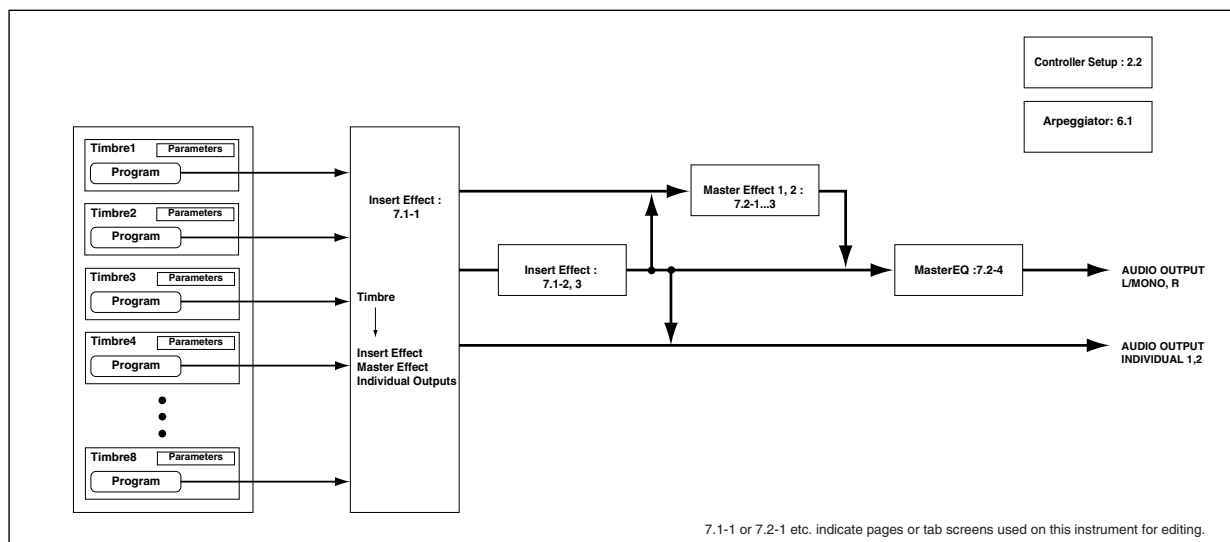 Controller Setup : 2.2
Arpeggiator: 6.1
Timbre1
Parameters
Program
Timbre2
Parameters
Program
Timbre3
Parameters
Program
Timbre4
Parameters
Program
Timbre8
Parameters
Program
Insert Effect :
7.1-1
Timbre
Insert Effect
Master Effect
Individual Outputs
Insert Effect :
7.1-2, 3
Master Effect 1, 2 :
7.2-1...3
MasterEQ :7.2-4
AUDIO OUTPUT
L/MONO, R
AUDIO OUTPUT
INDIVIDUAL 1,2
7.1-1 or 7.2-1 etc. indicate pages or tab screens used on this instrument for editing.